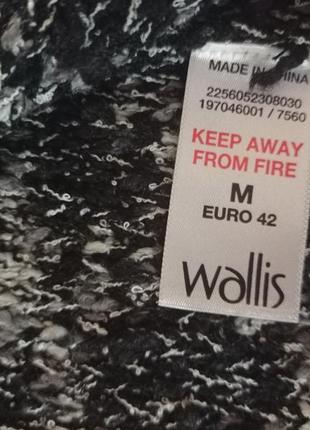 MADE IN CHINA
2256052308030
197046001 / 7560
KEEP AWAY
FROM FIRE
M
EURO 42
wallis